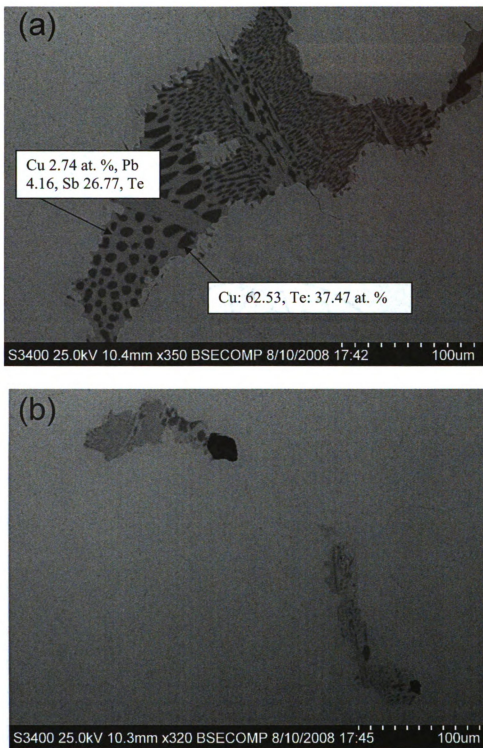 (a)
Cu 2.74 at. %, Pb
4.16, Sb 26.77, Te
Cu: 62.53, Te: 37.47 at. %
S3400 25.0kV 10.4mm x350 BSECOMP 8/10/2008 17:42 100um
(b)
S3400 25.0kV 10.3mm x320 BSECOMP 8/10/2008 17:45 100um